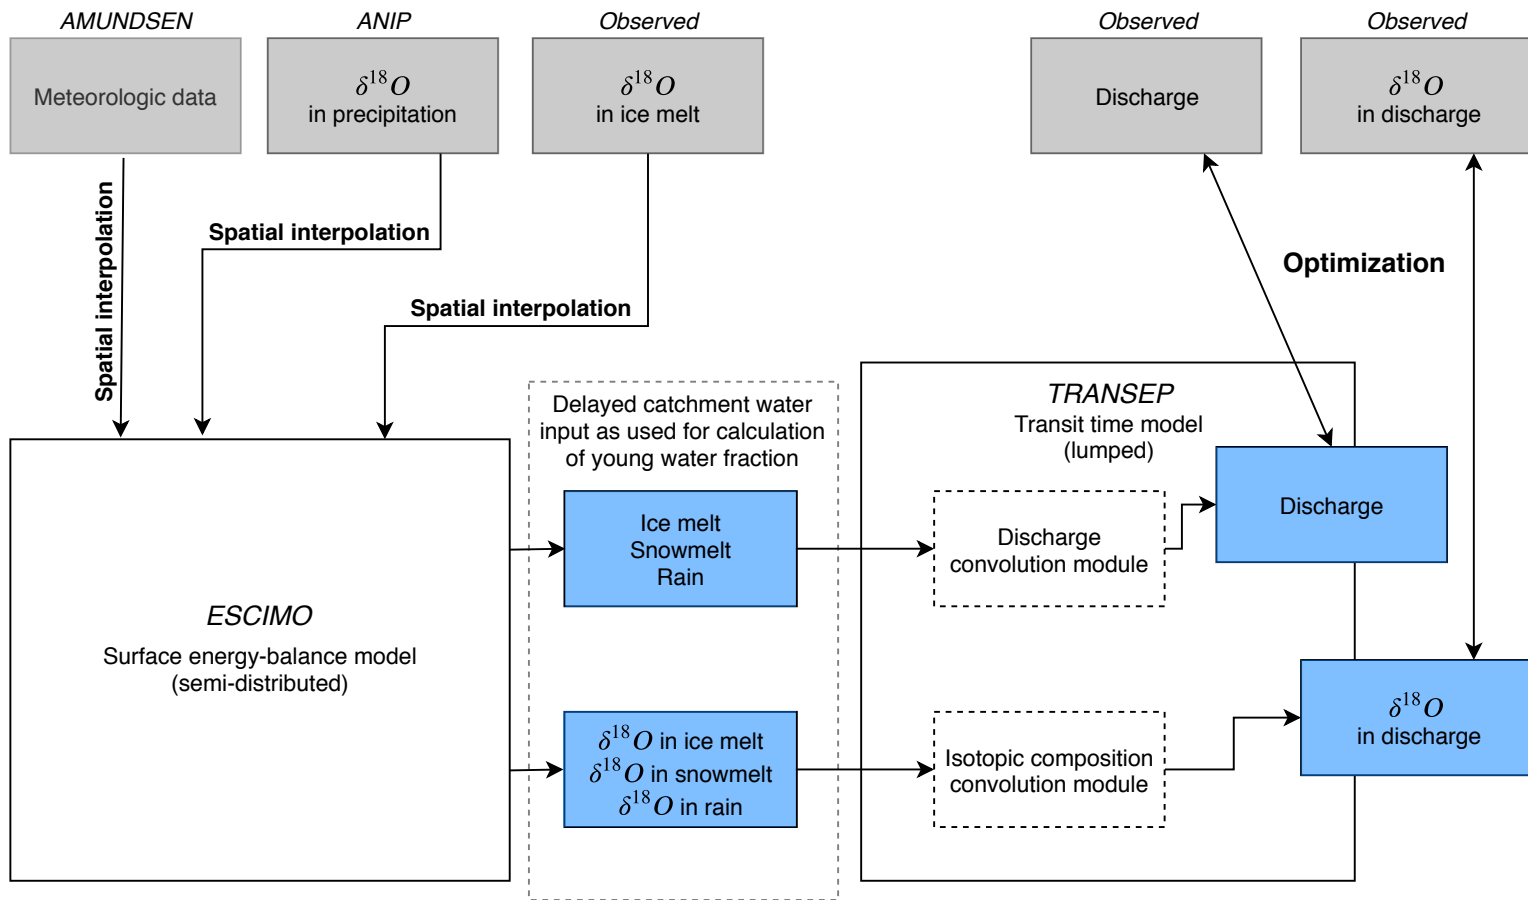 AMUNDSEN
ANIP
Observed
Observed
Observed
Meteorologic data
δ¹⁸O
in precipitation
δ¹⁸O
in ice melt
Discharge
δ¹⁸O
in discharge
Spatial interpolation
Spatial interpolation
Spatial interpolation
Optimization
ESCIMO
Surface energy-balance model
(semi-distributed)
Delayed catchment water
input as used for calculation
of young water fraction
Ice melt
Snowmelt
Rain
δ¹⁸O in ice melt
δ¹⁸O in snowmelt
δ¹⁸O in rain
TRANSEP
Transit time model
(lumped)
Discharge
convolution module
Discharge
Isotopic composition
convolution module
δ¹⁸O
in discharge